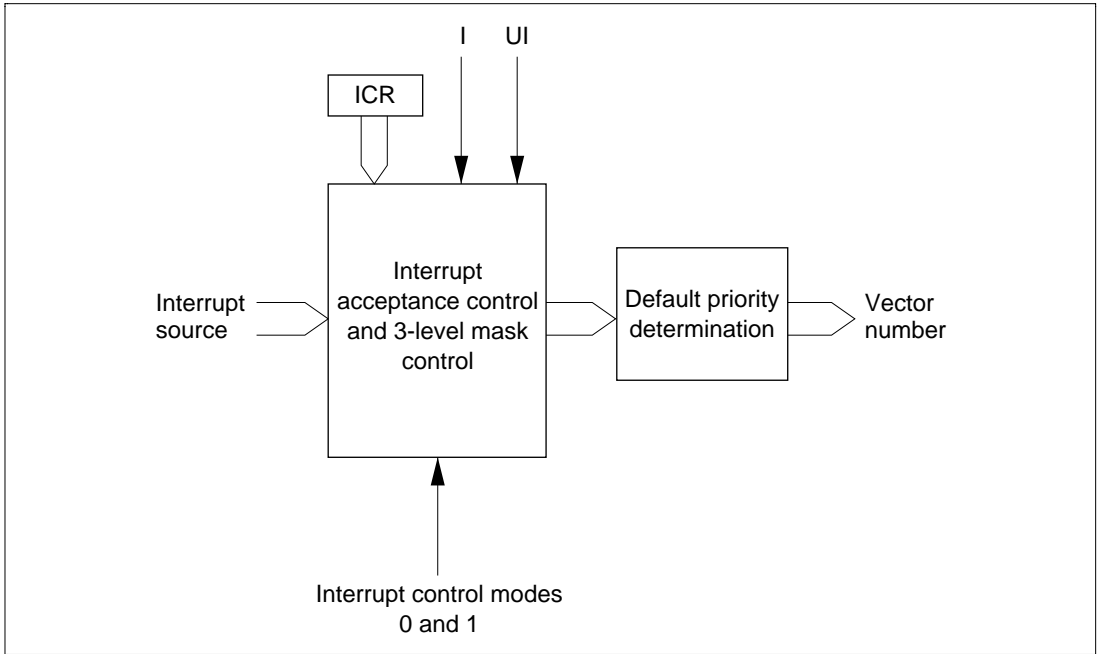 I
UI
ICR
Interrupt
source
Interrupt
acceptance control
and 3-level mask
control
Default priority
determination
Vector
number
Interrupt control modes
0 and 1